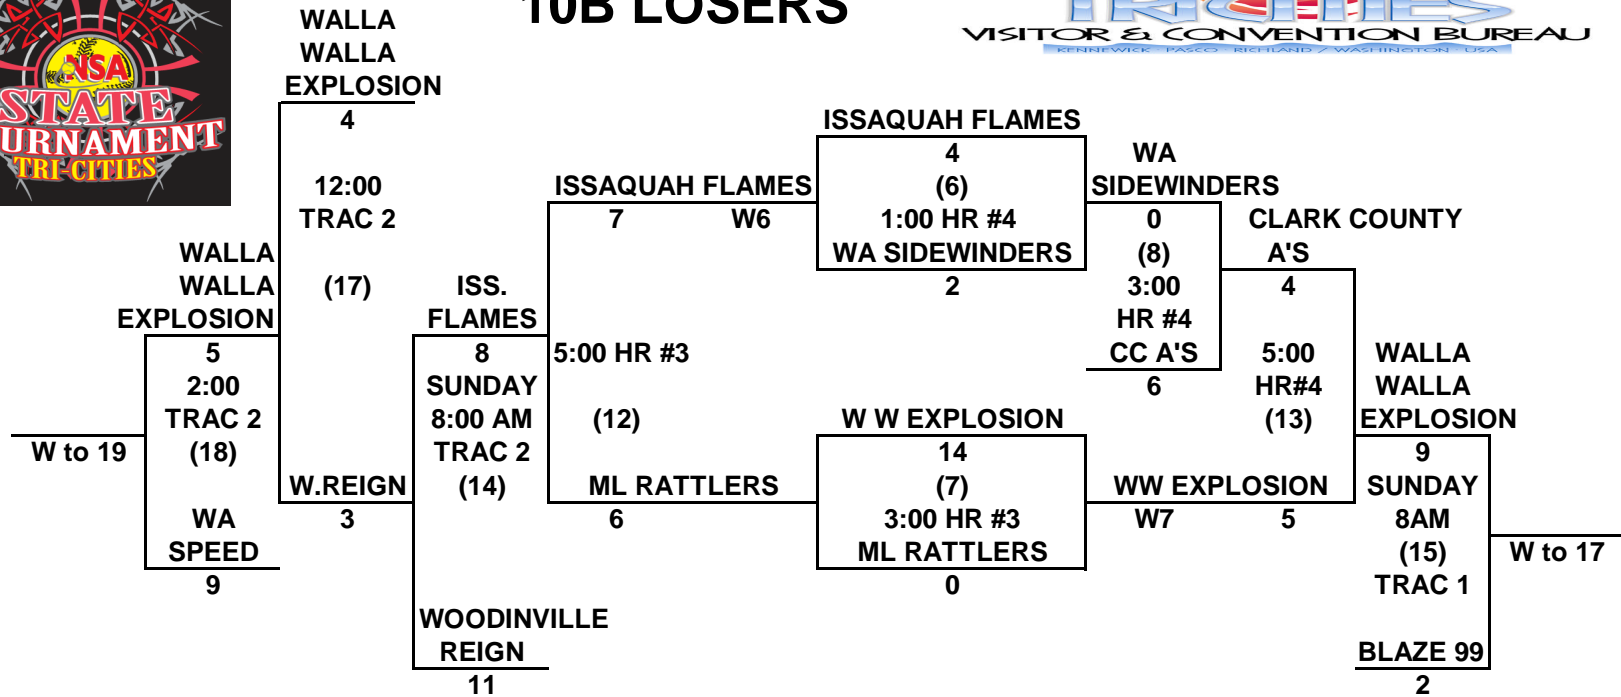 10B LOSERS
NSA
STATE
TOURNAMENT
TRI-CITIES
TRI-CITIES
VISITOR & CONVENTION BUREAU
KENNEWICK PASCO RICHLAND / WASHINGTON USA
WALLA
WALLA
EXPLOSION
4
12:00
TRAC 2
(17)
W.REIGN
3
WALLA
WALLA
EXPLOSION
5
2:00
TRAC 2
(18)
WA
SPEED
9
W to 19
ISS.
FLAMES
8
SUNDAY
8:00 AM
TRAC 2
(14)
WOODINVILLE
REIGN
11
ISSAQUAH FLAMES
7 W6
5:00 HR #3
(12)
ML RATTLERS
6
ISSAQUAH FLAMES
4
(6)
1:00 HR #4
WA SIDEWINDERS
2
W W EXPLOSION
14
(7)
3:00 HR #3
ML RATTLERS
0
WA
SIDEWINDERS
0
(8)
3:00
HR #4
CC A'S
6
CLARK COUNTY
A'S
4
5:00
HR#4
(13)
WW EXPLOSION
W7 5
WALLA
WALLA
EXPLOSION
9
SUNDAY
8AM
(15)
TRAC 1
BLAZE 99
2
W to 17